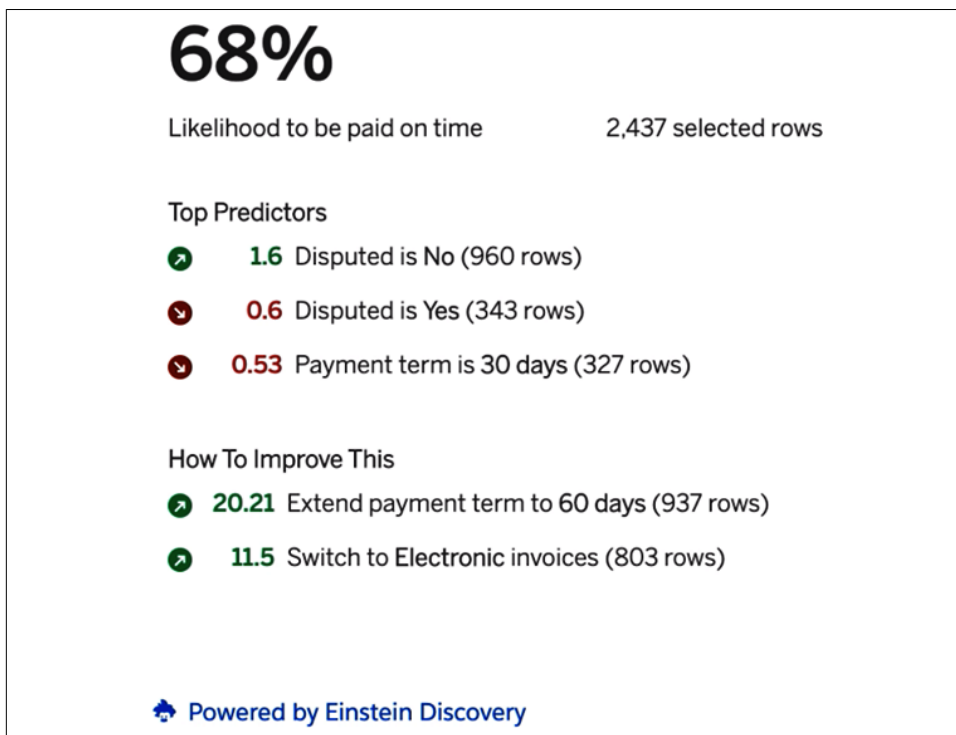 68%
Likelihood to be paid on time 2,437 selected rows
Top Predictors
1.6 Disputed is No (960 rows)
0.6 Disputed is Yes (343 rows)
0.53 Payment term is 30 days (327 rows)
How To Improve This
20.21 Extend payment term to 60 days (937 rows)
11.5 Switch to Electronic invoices (803 rows)
Powered by Einstein Discovery